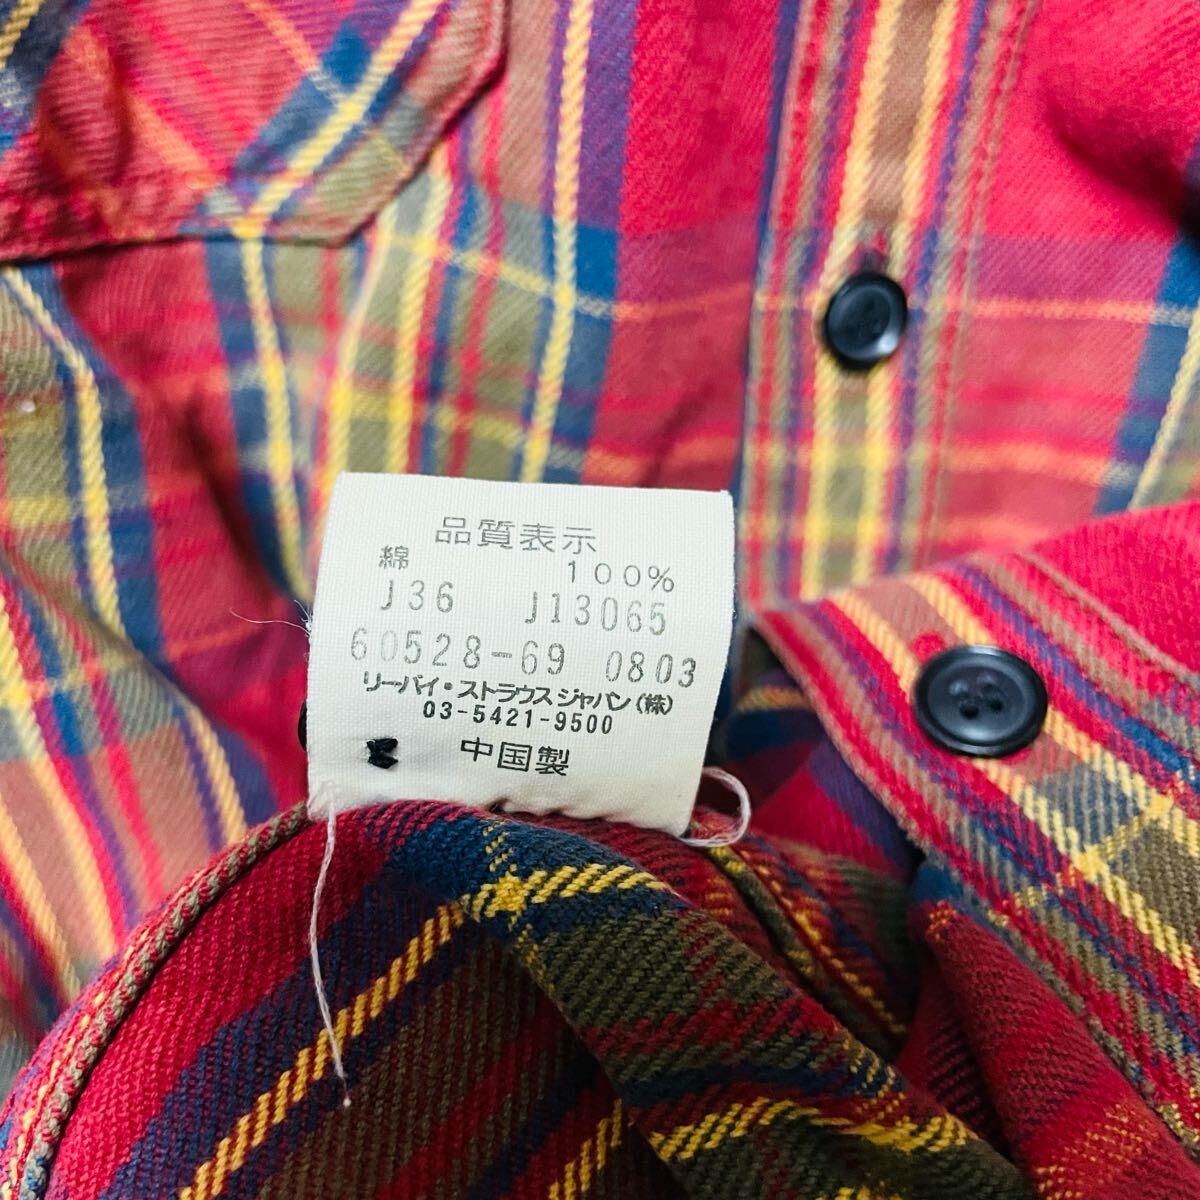 品質表示
綿 100%
J36 J13065
60528-69 0803
リーバイ・ストラウスジャパン(株)
03-5421-9500
中国製